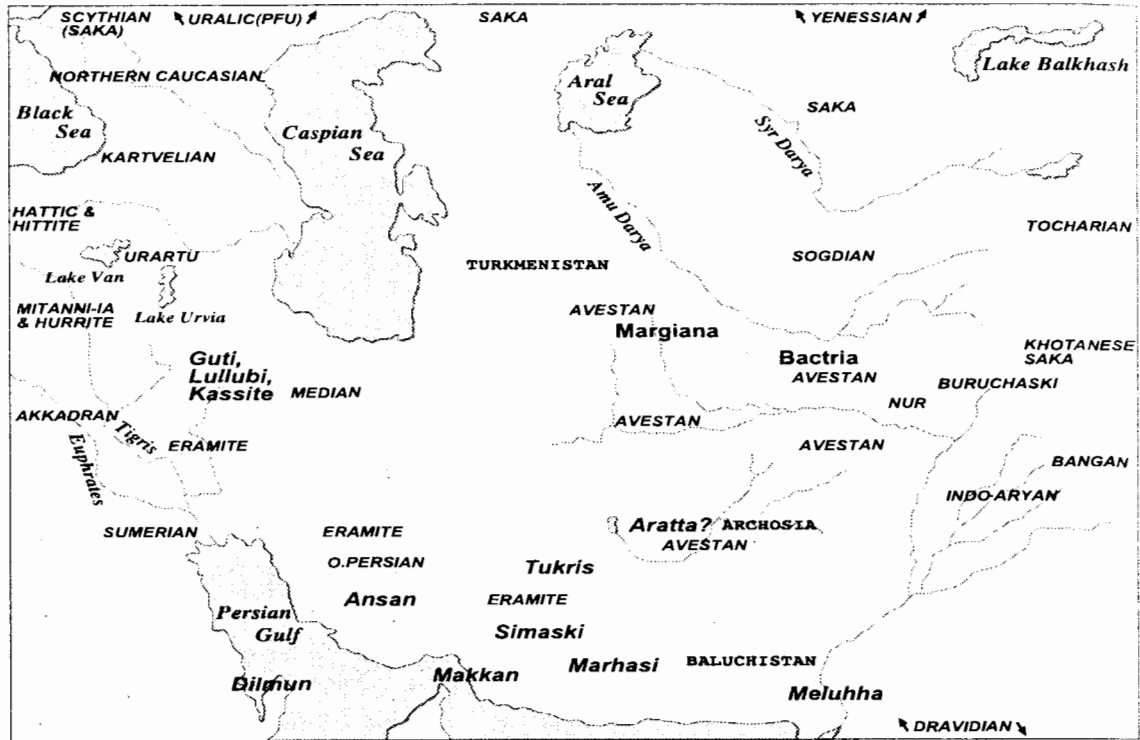 SCYTHIAN
(SAKA)
URALIC(PFU)
SAKA
YENESSIAN
NORTHERN CAUCASIAN
Lake Balkhash
Aral
Sea
Black
Sea
Caspian
Sea
SAKA
Syr Darya
KARTVELIAN
Amu Darya
HATTIC &
HITTITE
TOCHARIAN
URARTU
Lake Van
TURKMENISTAN
SOGDIAN
MITANNI-IA
& HURRITE
Lake Urvia
AVESTAN
Margiana
Guti,
Lullubi,
Kassite
MEDIAN
Bactria
AVESTAN
KHOTANESE
SAKA
BURUCHASKI
NUR
AKKADRAN
Tigris
Euphrates
ERAMITE
AVESTAN
AVESTAN
BANGAN
INDO-ARYAN
SUMERIAN
ERAMITE
Aratta? ARCHOSIA
AVESTAN
O.PERSIAN
Tukris
Ansan
ERAMITE
Persian
Gulf
Simaski
Marhasi
BALUCHISTAN
Dilmun
Makkan
Meluhha
DRAVIDIAN